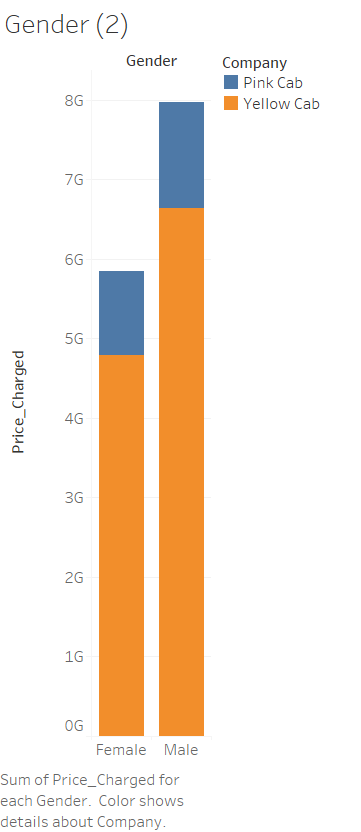 Gender (2)
Gender
Company
Pink Cab
Yellow Cab
8G
7G
6G
5G
4G
3G
2G
1G
0G
Price_Charged
Female
Male
Sum of Price_Charged for
each Gender.  Color shows
details about Company.